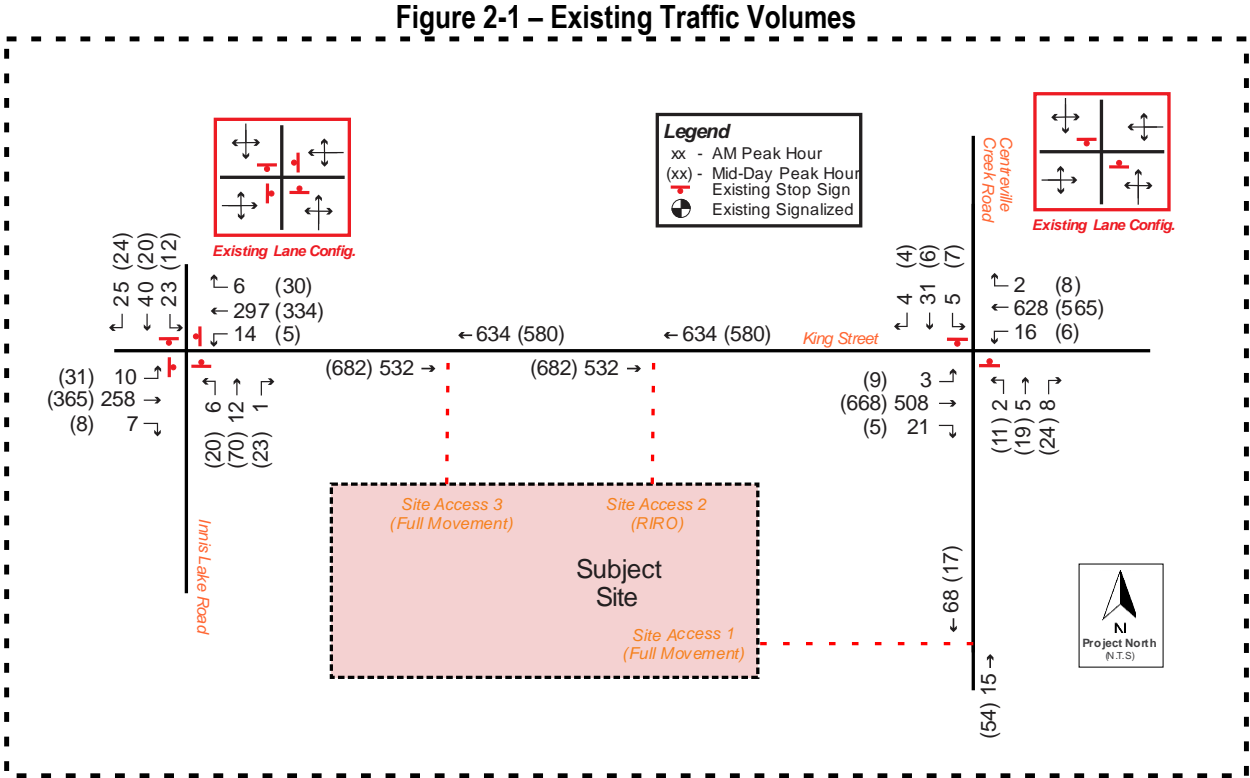 Figure 2-1 – Existing Traffic Volumes
Legend
xx - AM Peak Hour
(xx) - Mid-Day Peak Hour
Existing Stop Sign
Existing Signalized
Existing Lane Config.
Existing Lane Config.
Centreville
Creek Road
25 (24)
40 (20)
23 (12)
6 (30)
297 (334)
14 (5)
(31) 10
(365) 258
(8) 7
(20) 6
(70) 12
(23) 1
634 (580)
634 (580)
King Street
(682) 532
(682) 532
4 (4)
31 (6)
5 (7)
2 (8)
628 (565)
16 (6)
(9) 3
(668) 508
(5) 21
(11) 2
(19) 5
(24) 8
Innis Lake Road
Site Access 3
(Full Movement)
Site Access 2
(RIRO)
Subject
Site
Site Access 1
(Full Movement)
68 (17)
(54) 15
N
Project North
(N.T.S)